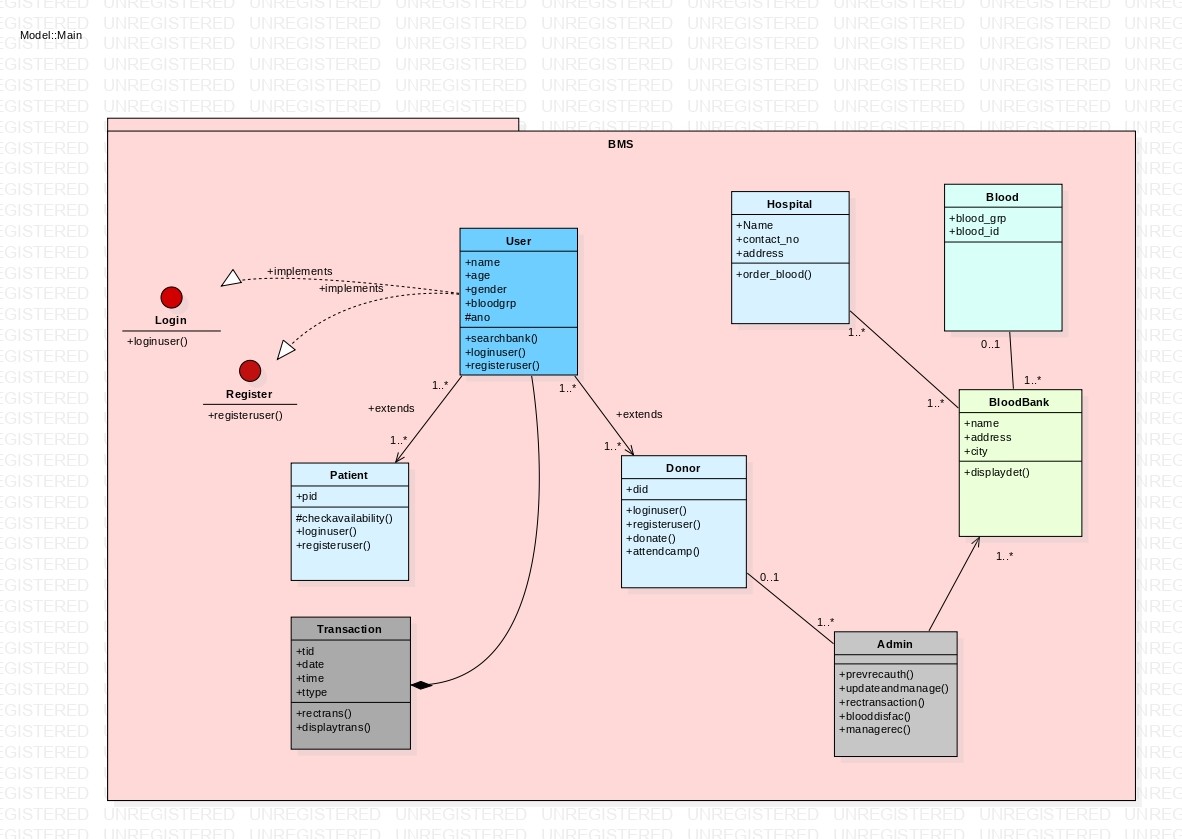 Model::Main
UNREGISTERED
BMS
Hospital
+Name
+contact_no
+address
+order_blood()
Blood
+blood_grp
+blood_id
User
+name
+age
+gender
+bloodgrp
#ano
+searchbank()
+loginuser()
+registeruser()
+implements
+implements
Login
+loginuser()
Register
+registeruser()
1..*
0..1
1..*
1..*
BloodBank
+name
+address
+city
+displaydet()
1..*
+extends
1..*
1..*
+extends
1..*
Patient
+pid
#checkavailability()
+loginuser()
+registeruser()
Donor
+did
+loginuser()
+registeruser()
+donate()
+attendcamp()
1..*
0..1
1..*
Transaction
+tid
+date
+time
+ttype
+rectrans()
+displaytrans()
Admin
+prevrecauth()
+updateandmanage()
+rectransaction()
+blooddisfac()
+managerec()